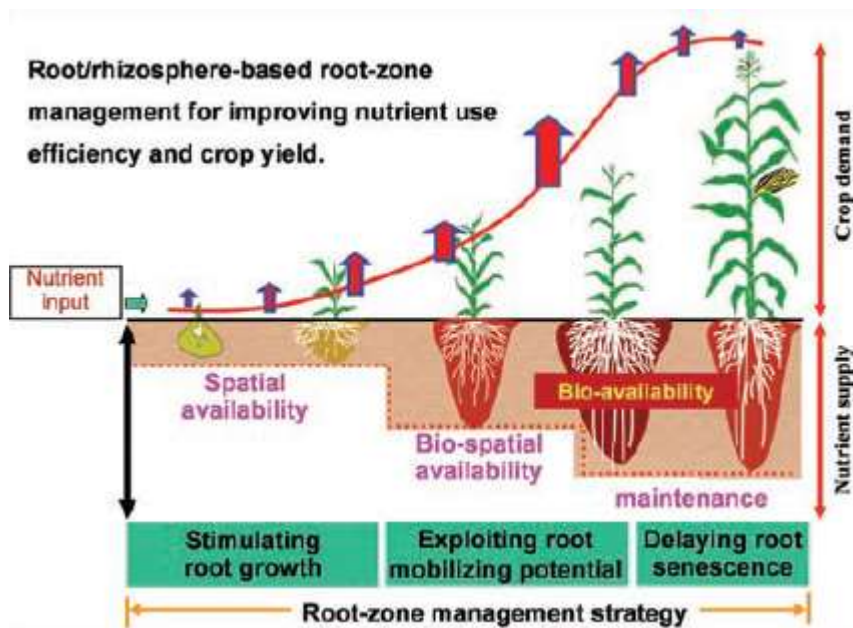 Root/rhizosphere-based root-zone
management for improving nutrient use
efficiency and crop yield.
Nutrient
input
Crop demand
Spatial
availability
Bio-availability
Bio-spatial
availability
maintenance
Nutrient supply
Stimulating
root growth
Exploiting root
mobilizing potential
Delaying root
senescence
Root-zone management strategy